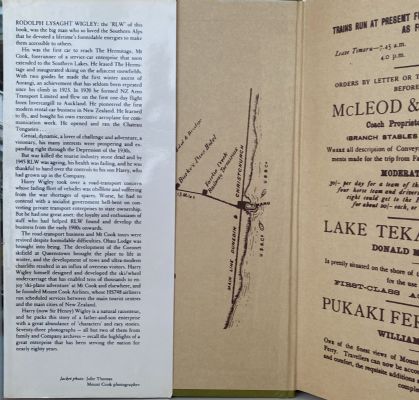 RODOLPH LYSAGHT WIGLEY: the 'RLW' of this
book, was the big man who so loved the Southern Alps
that he devoted a lifetime's formidable energies to make
them accessible to others.
He was the first car to reach The Hermitage, Mt
Cook, forerunner of a service-car enterprise that soon
extended to the Southern Lakes. He leased The Hermi-
tage and inaugurated skiing on the adjacent snowfields.
With two guides he made the first winter ascent of
Aorangi, an achievement that has seldom been repeated
since his climb in 1923. In 1920 he formed NZ Aero
Transport Limited and flew on the first one-day flight
from Invercargill to Auckland. He pioneered the first
modern rental-car business in New Zealand. He learned
to fly, and bought his own executive aeroplane for com-
munication work. He opened and ran the Chateau
Tongariro.
Genial, dynamic, a lover of challenge and adventure, a
visionary, his many interests were pumping and ex-
panding right through the Depression of the 1930s.
But war killed the tourist industry stone dead and by
1945 RLW was ageing, his health was failing, and he was
thankful to hand over the controls to his son Harry, who
had grown up in the Company.
Harry Wigley took over a road-transport concern
whose fading fleet of vehicles was obsolete and suffering
from the war shortages of spares. Worse, he had to
contend with a socialist government hell-bent on con-
verting private transport enterprises to state ownership.
But he had one great asset: the loyalty and enthusiasm of
staff who had helped RLW found and develop the
business from the early 1900s onwards.
The road-transport business and Mt Cook tours were
revived despite formidable difficulties. Ohau Lodge was
brought into being. The development of the Coronet
skifield at Queenstown brought the place to life in
winter, and the development of tows and ultra-modern
chairlifts resulted in an influx of overseas visitors. Harry
Wigley himself designed and developed the ski/wheel
undercarriage that has enabled tens of thousands to en-
joy 'ski-plane adventure' at Mt Cook and elsewhere, and
he founded Mount Cook Airlines, whose HS748 airliners
run scheduled services between the main tourist centres
and the main cities of New Zealand.
Harry (now Sir Henry) Wigley is a natural raconteur,
and he packs this story of a father-and-son enterprise
with a great abundance of 'characters' and racy stories.
Seventy-three photographs — all but two of them from
family and Company archives — recall the highlights of a
great enterprise that has been serving the nation for
nearly eighty years.
Jacket photo: John Thomas
Mount Cook photographer
CHRISTCHURCH
MAIN LINE DUNEDIN
TRAINS RUN AT PRESENT F
AS F
Leave Timaru—7.45 a.m.
4.0 p.m.
ORDERS BY LETTER OR T
BEFORE
McLEOD &
Coach Proprie
(BRANCH STABLES
all description of Convey
ments made for the trip from Fa
MODERAT
30/- per day for a team of th
four horse team and driver
eight could get to the
for about 20/- each,
LAKE TEKA
DONALD M
Is prettily situated on the shore of
for the use
FIRST-CLASS
PUKAKI FER
WILLIAM
One of the finest views of Mount
Ferry. Travellers can now be acco
and comfort, the requisite additions
comple